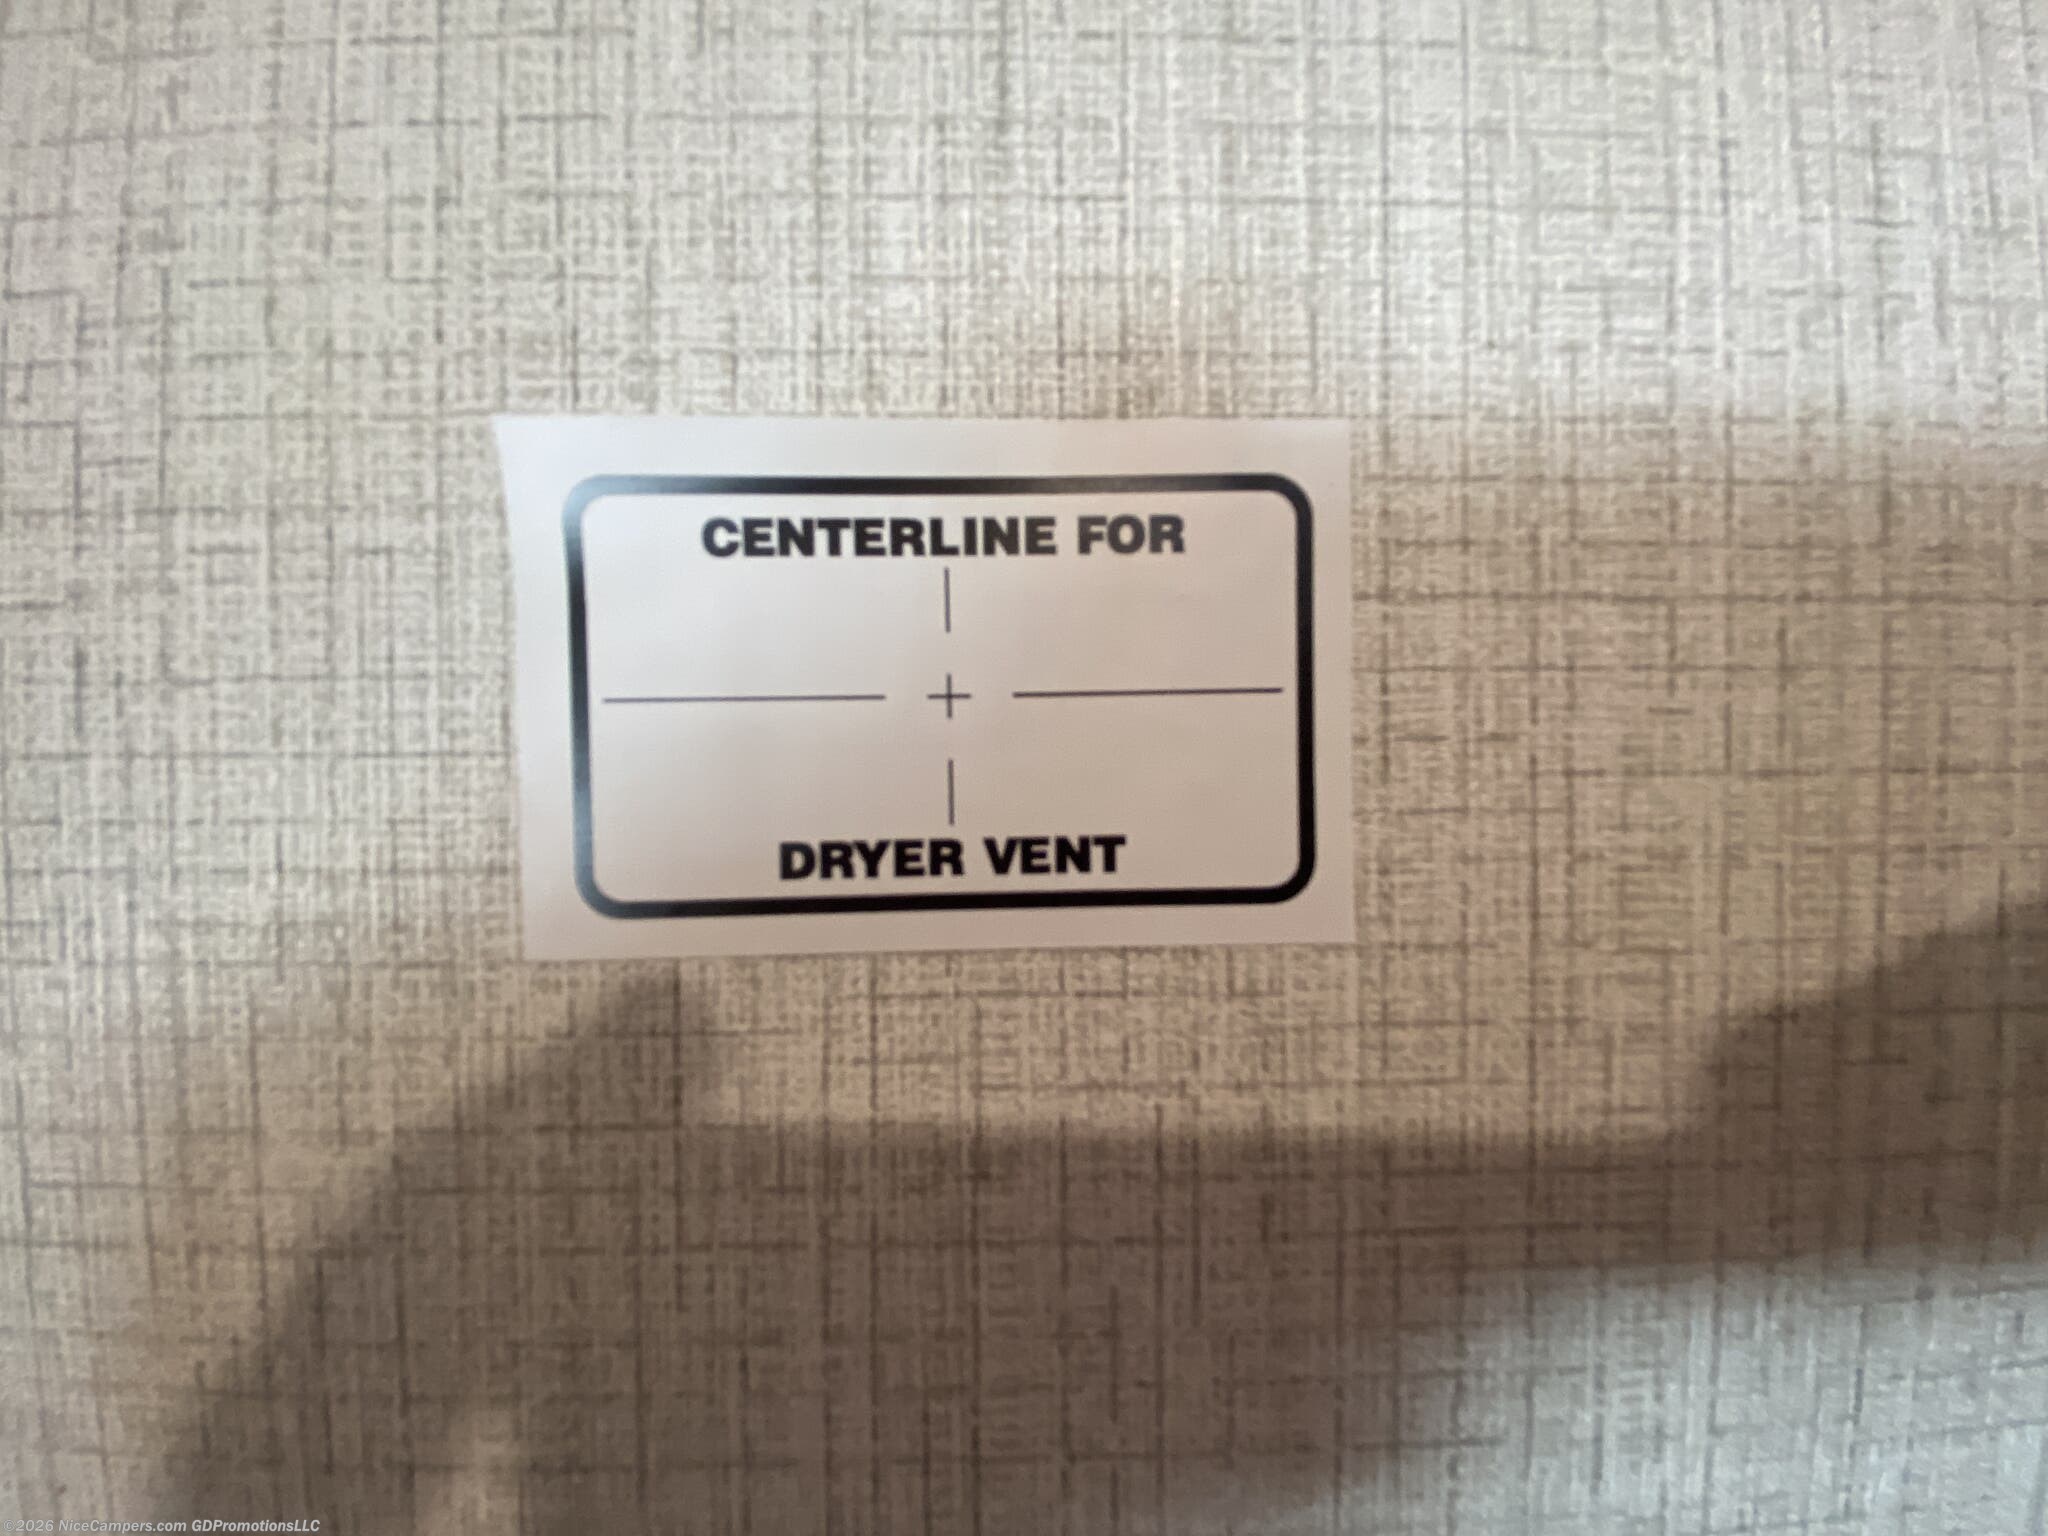 CENTERLINE FOR
DRYER VENT
©2026 NiceCampers.com GDPromotionsLLC